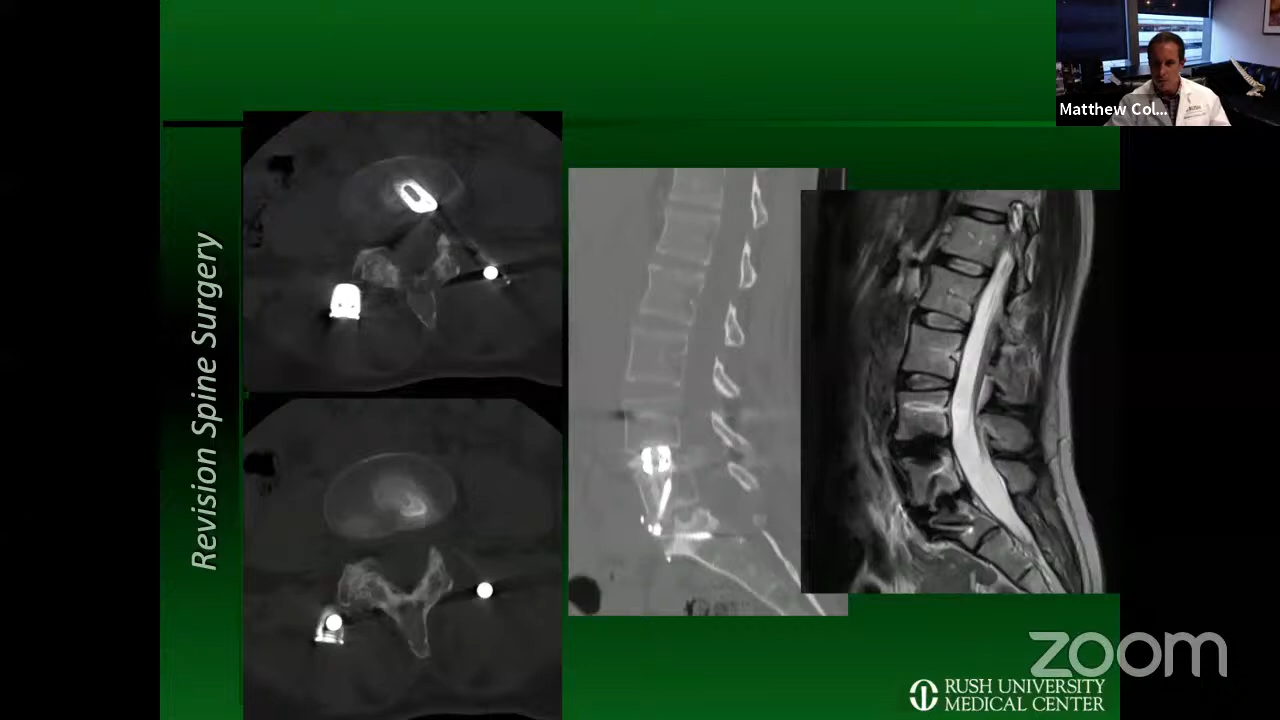 Matthew Col...
Revision Spine Surgery
zoom
RUSH UNIVERSITY
MEDICAL CENTER